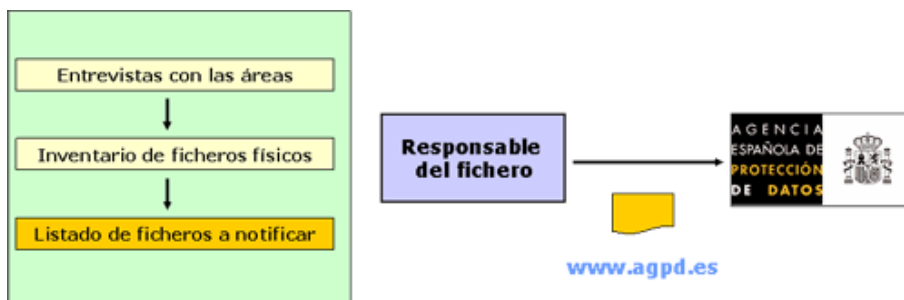 Entrevistas con las áreas
Inventario de ficheros físicos
Listado de ficheros a notificar
Responsable
del fichero
www.agpd.es
AGENCIA
ESPAÑOLA DE
PROTECCIÓN
DE DATOS